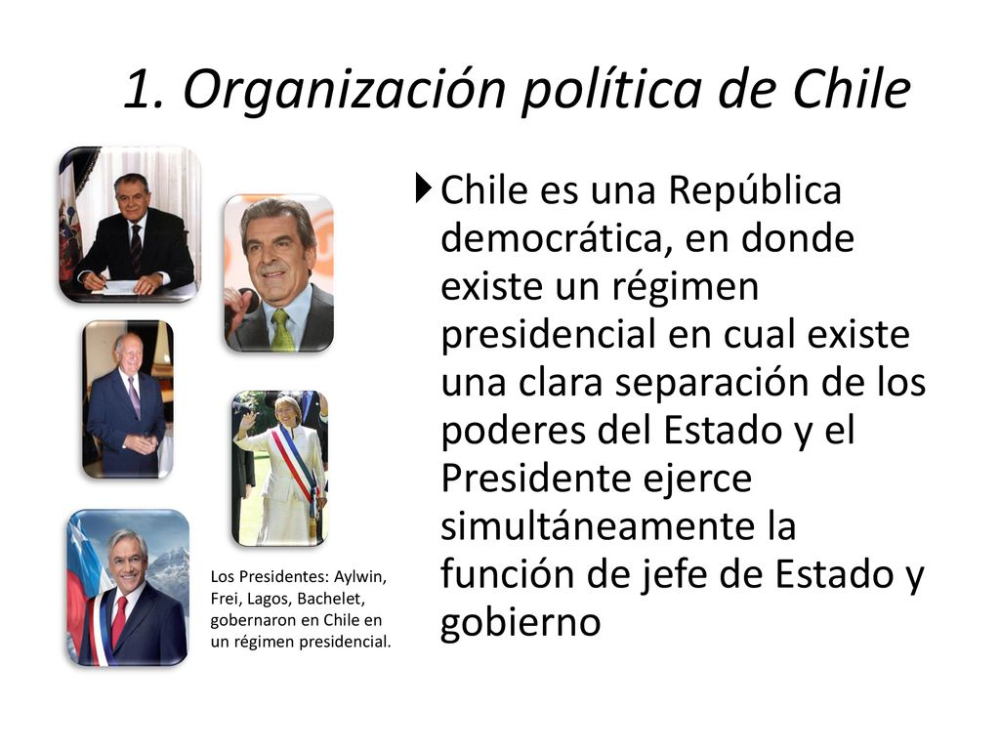 1. Organización política de Chile
Chile es una República
democrática, en donde
existe un régimen
presidencial en cual existe
una clara separación de los
poderes del Estado y el
Presidente ejerce
simultáneamente la
función de jefe de Estado y
gobierno
Los Presidentes: Aylwin,
Frei, Lagos, Bachelet,
gobernaron en Chile en
un régimen presidencial.